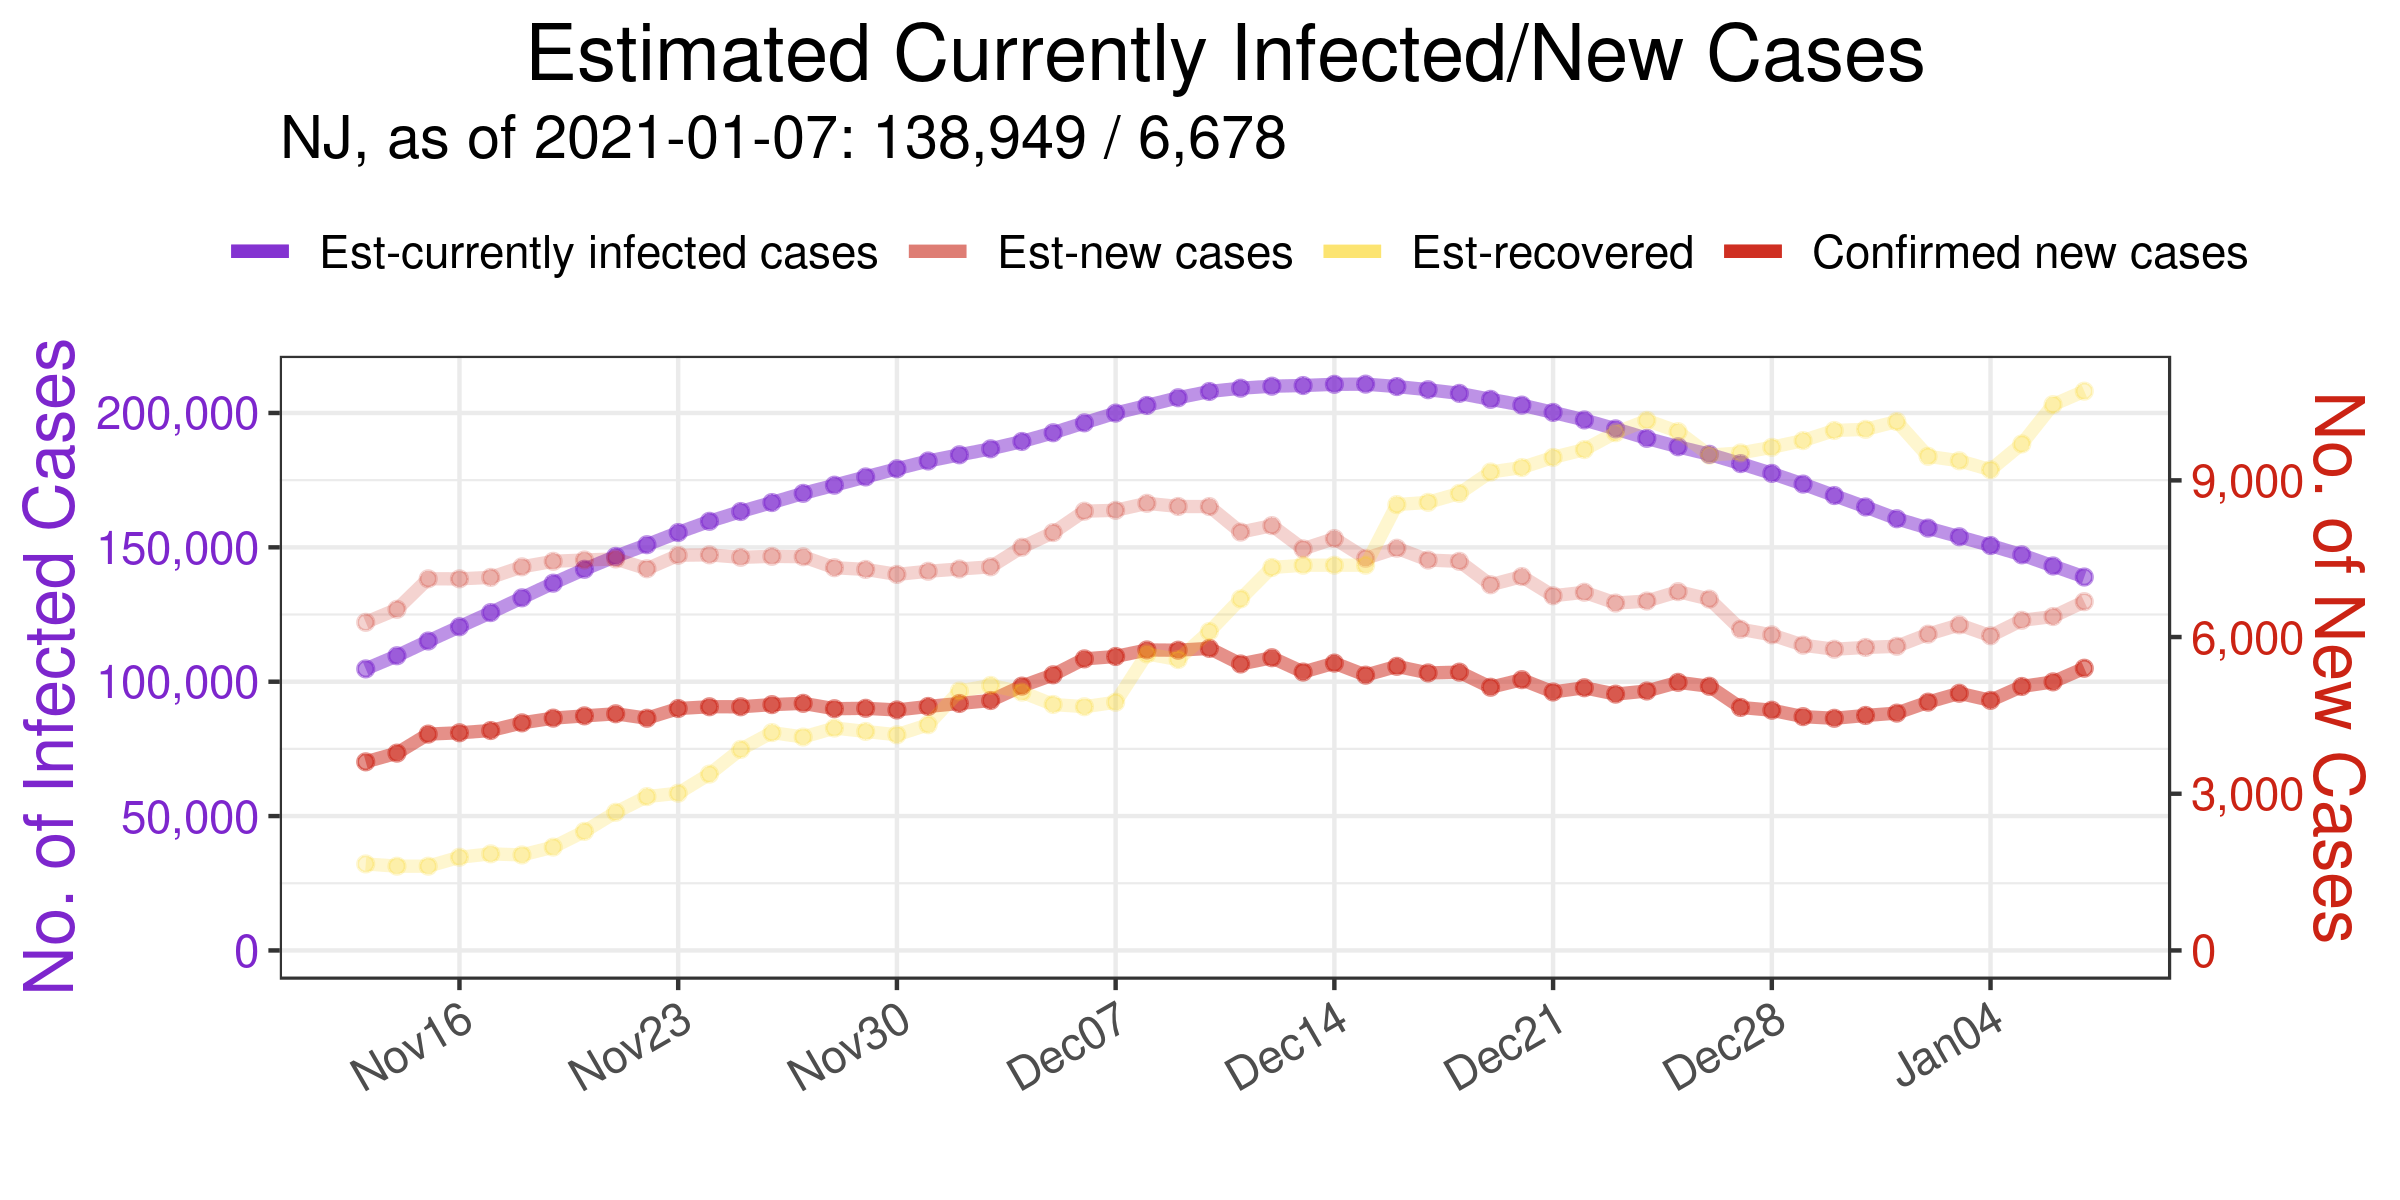 Estimated Currently Infected/New Cases
NJ, as of 2021-01-07: 138,949 / 6,678
Est-currently infected cases Est-new cases Est-recovered Confirmed new cases
No. of Infected Cases
200,000
150,000
100,000
50,000
0
9,000
6,000
3,000
0
No. of New Cases
Nov16 Nov23 Nov30 Dec07 Dec14 Dec21 Dec28 Jan04